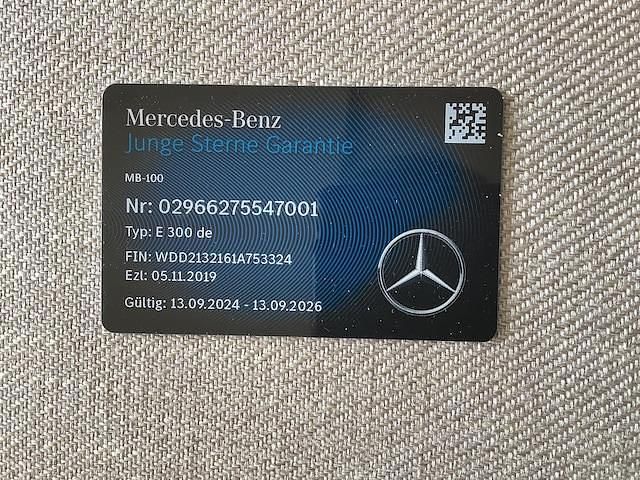 Mercedes-Benz
Junge Sterne Garantie
MB-100
Nr: 02966275547001
Typ: E 300 de
FIN: WDD2132161A753324
Ezl: 05.11.2019
Gültig: 13.09.2024 - 13.09.2026